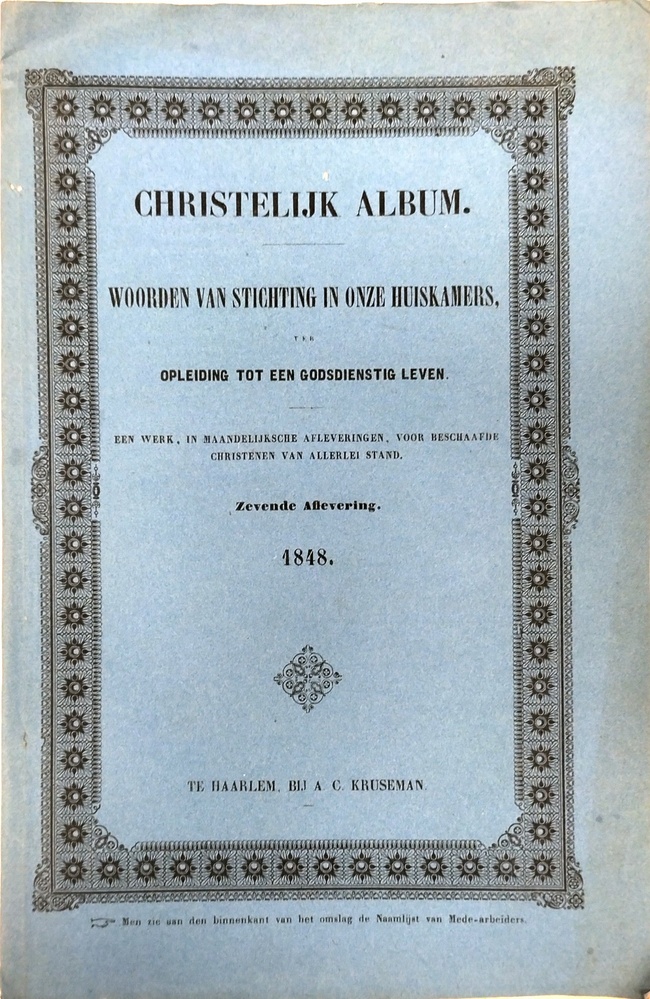 CHRISTELIJK ALBUM.
WOORDEN VAN STICHTING IN ONZE HUISKAMERS,
TER
OPLEIDING TOT EEN GODSDIENSTIG LEVEN.
EEN WERK, IN MAANDELIJKSCHE AFLEVERINGEN, VOOR BESCHAAFDE
CHRISTENEN VAN ALLERLEI STAND.
Zevende Aflevering.
1848.
TE HAARLEM, BIJ A. C. KRUSEMAN.
☞ Men zie aan den binnenkant van het omslag de Naamlijst van Mede-arbeiders.